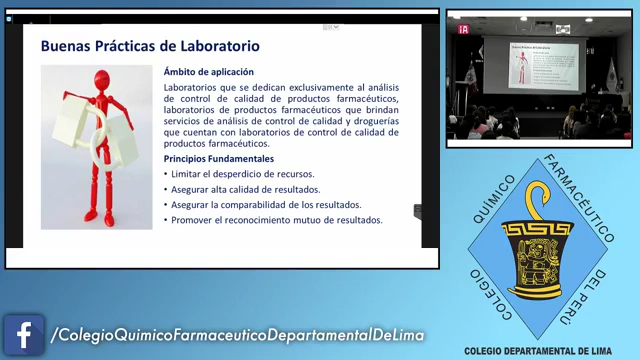 Buenas Prácticas de Laboratorio
Ámbito de aplicación
Laboratorios que se dedican exclusivamente al análisis
de control de calidad de productos farmacéuticos,
laboratorios de productos farmacéuticos que brindan
servicios de análisis de control de calidad y droguerías
que cuentan con laboratorios de control de calidad de
productos farmacéuticos.
Principios Fundamentales
• Limitar el desperdicio de recursos.
• Asegurar alta calidad de resultados.
• Asegurar la comparabilidad de los resultados.
• Promover el reconocimiento mutuo de resultados.
COLEGIO QUÍMICO FARMACÉUTICO DEL PERÚ
COLEGIO DEPARTAMENTAL DE LIMA
f /ColegioQuimicoFarmaceuticoDepartamentalDeLima